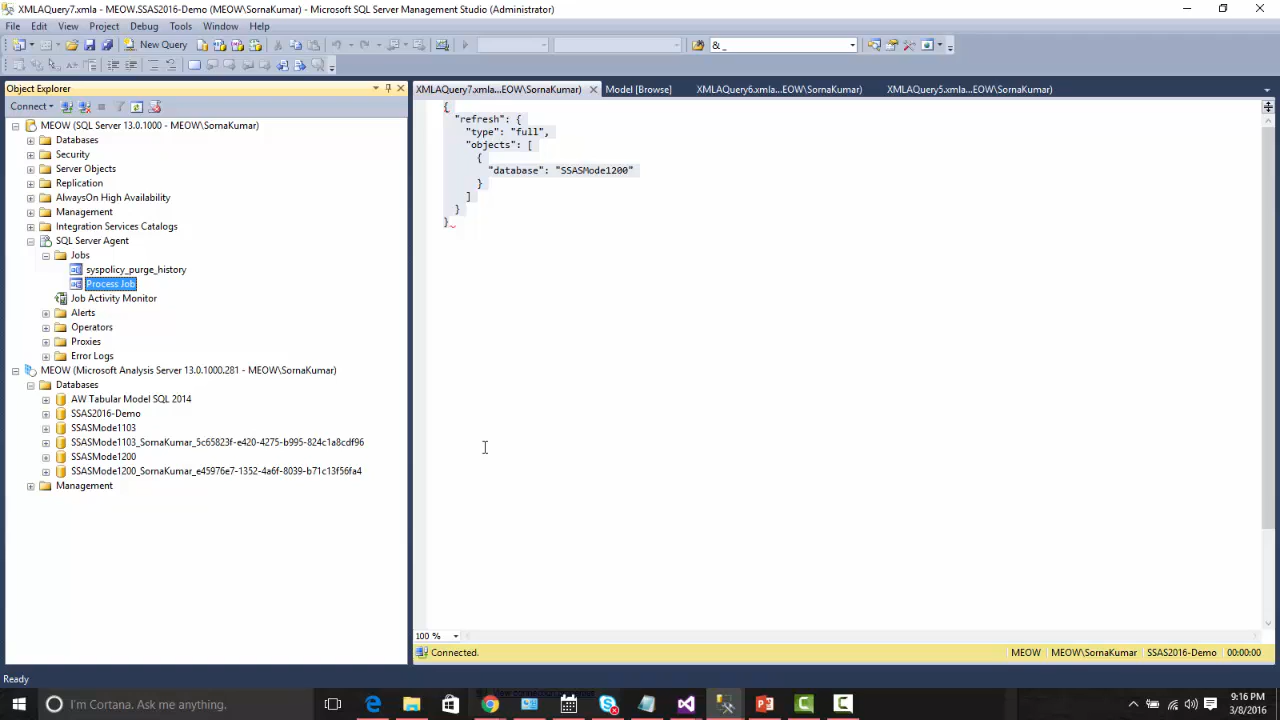 XMLAQuery7.xmla - MEOW.SSAS2016-Demo (MEOW\SornaKumar) - Microsoft SQL Server Management Studio (Administrator)
File Edit View Project Debug Tools Window Help
New Query
& _
Object Explorer
XMLAQuery7.xmla...EOW\SornaKumar) Model [Browse] XMLAQuery6.xmla...EOW\SornaKumar) XMLAQuery5.xmla...EOW\SornaKumar)
Connect
MEOW (SQL Server 13.0.1000 - MEOW\SornaKumar)
Databases
Security
Server Objects
Replication
AlwaysOn High Availability
Management
Integration Services Catalogs
SQL Server Agent
Jobs
syspolicy_purge_history
Process Job
Job Activity Monitor
Alerts
Operators
Proxies
Error Logs
MEOW (Microsoft Analysis Server 13.0.1000.281 - MEOW\SornaKumar)
Databases
AW Tabular Model SQL 2014
SSAS2016-Demo
SSASMode1103
SSASMode1103_SornaKumar_5c65823f-e420-4275-b995-824c1a8cdf96
SSASMode1200
SSASMode1200_SornaKumar_e45976e7-1352-4a6f-8039-b71c13f56fa4
Management
{
"refresh": {
"type": "full",
"objects": [
{
"database": "SSASMode1200"
}
]
}
}
100 %
Connected. MEOW MEOW\SornaKumar SSAS2016-Demo 00:00:00
Ready
I'm Cortana. Ask me anything.
9:16 PM
3/8/2016